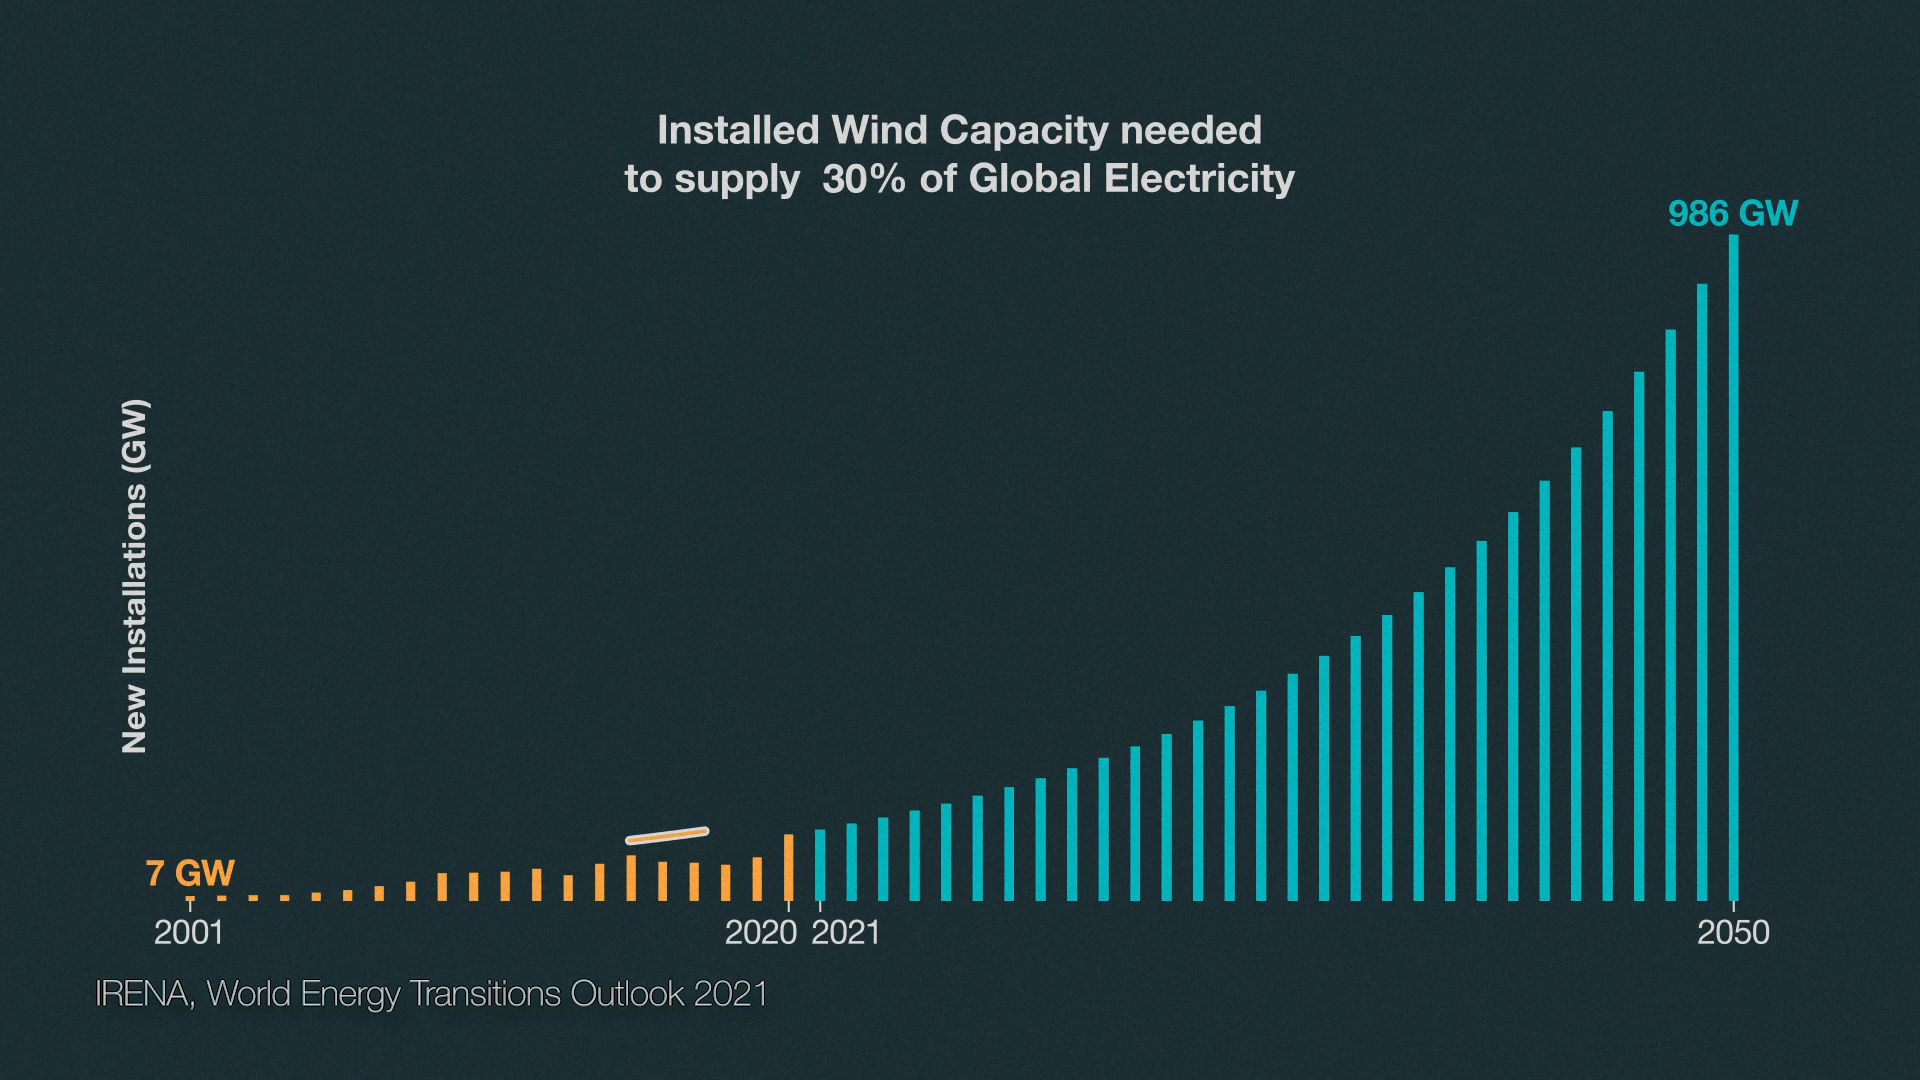 Installed Wind Capacity needed
to supply 30% of Global Electricity
986 GW
New Installations (GW)
7 GW
2001
2020
2021
2050
IRENA, World Energy Transitions Outlook 2021